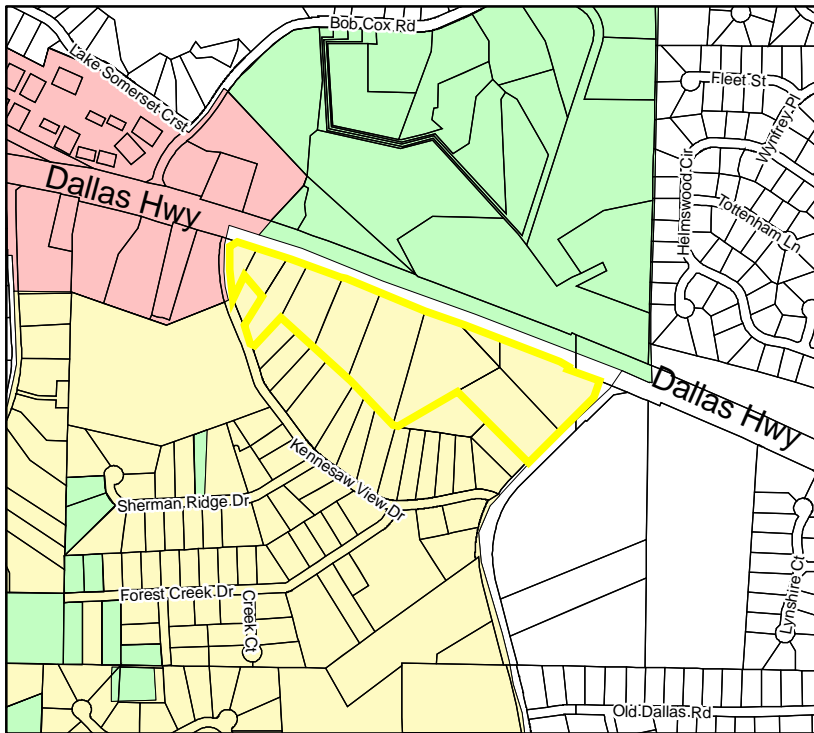 Bob Cox Rd
Lake Somerset Crst
Fleet St
Wynfrey Pl
Helmswood Cir
Tottenham Ln
Dallas Hwy
Dallas Hwy
Kennesaw View Dr
Sherman Ridge Dr
Forest Creek Dr
Creek Ct
Lynshire Ct
Old Dallas Rd